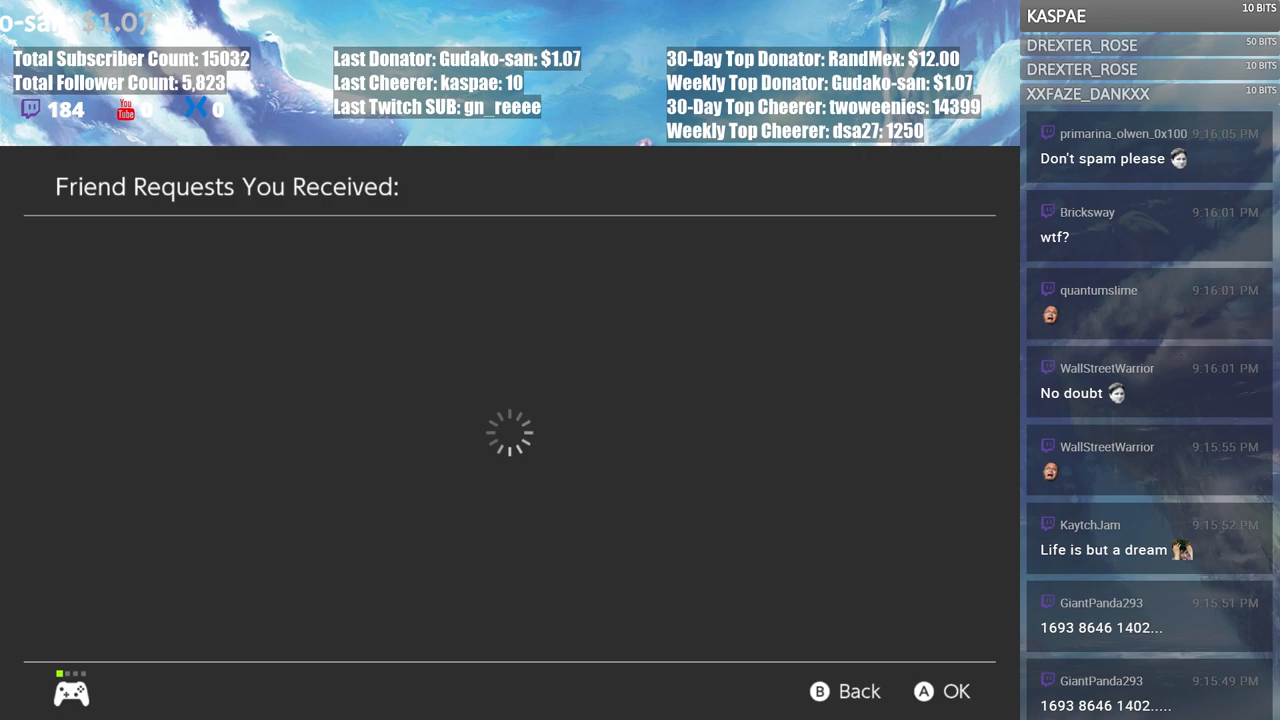 o-san: $1.07
Total Subscriber Count: 15032
Total Follower Count: 5,823
184
You Tube 0
0
Last Donator: Gudako-san: $1.07
Last Cheerer: kaspae: 10
Last Twitch SUB: gn_reeee
30-Day Top Donator: RandMex: $12.00
Weekly Top Donator: Gudako-san: $1.07
30-Day Top Cheerer: twoweenies: 14399
Weekly Top Cheerer: dsa27: 1250
Friend Requests You Received:
B Back A OK
KASPAE 10 BITS
DREXTER_ROSE 50 BITS
DREXTER_ROSE 10 BITS
XXFAZE_DANKXX 10 BITS
primarina_olwen_0x100 9:16:05 PM
Don't spam please
Bricksway 9:16:01 PM
wtf?
quantumslime 9:16:01 PM
WallStreetWarrior 9:16:01 PM
No doubt
WallStreetWarrior 9:15:55 PM
KaytchJam 9:15:52 PM
Life is but a dream
GiantPanda293 9:15:51 PM
1693 8646 1402...
GiantPanda293 9:15:49 PM
1693 8646 1402.....